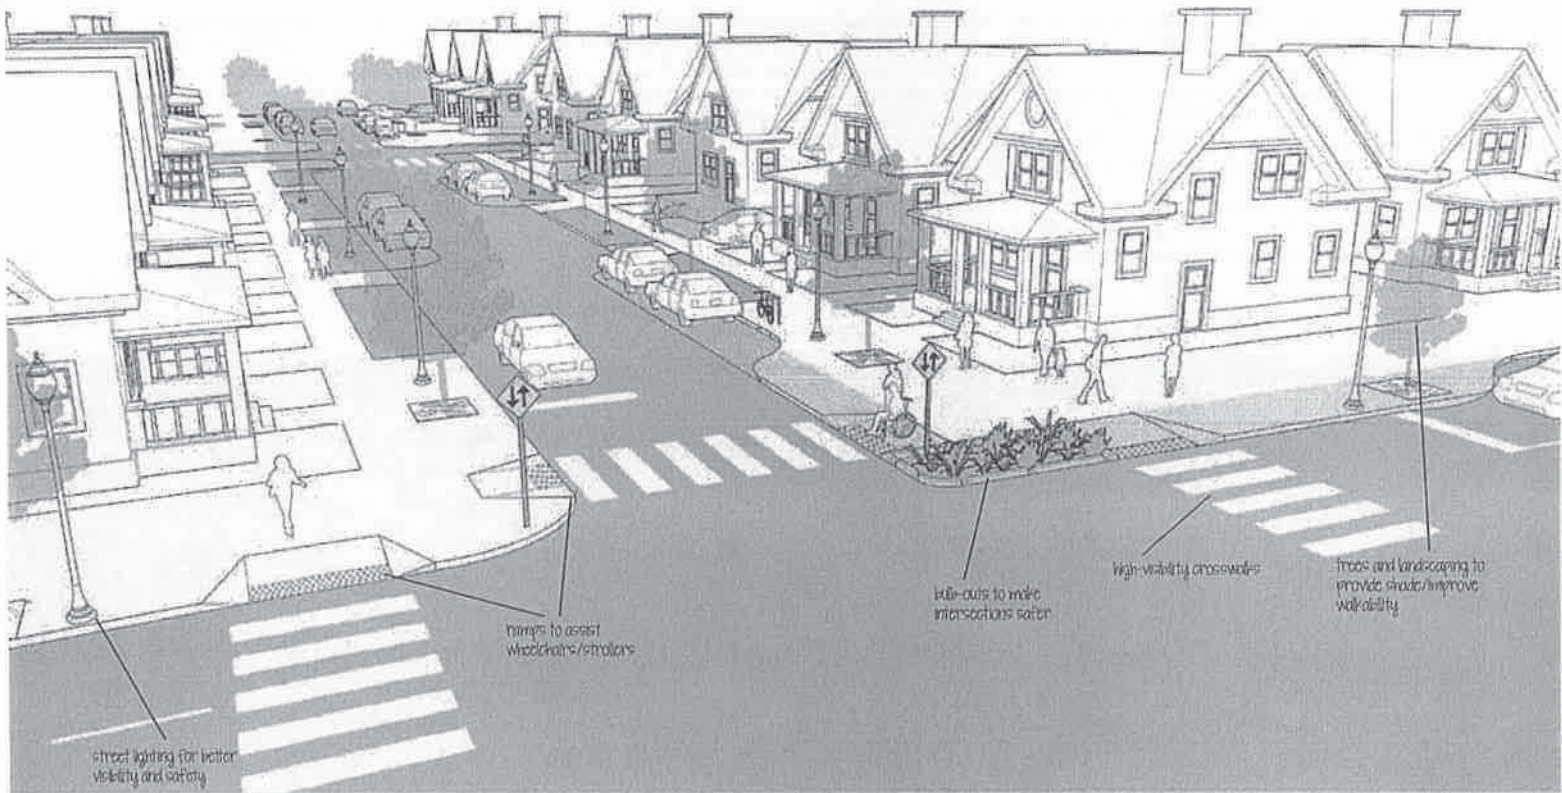 street lighting for better
visibility and safety
ramps to assist
wheelchairs/strollers
bulb-outs to make
intersections safer
high-visibility crosswalks
trees and landscaping to
provide shade/improve
walkability